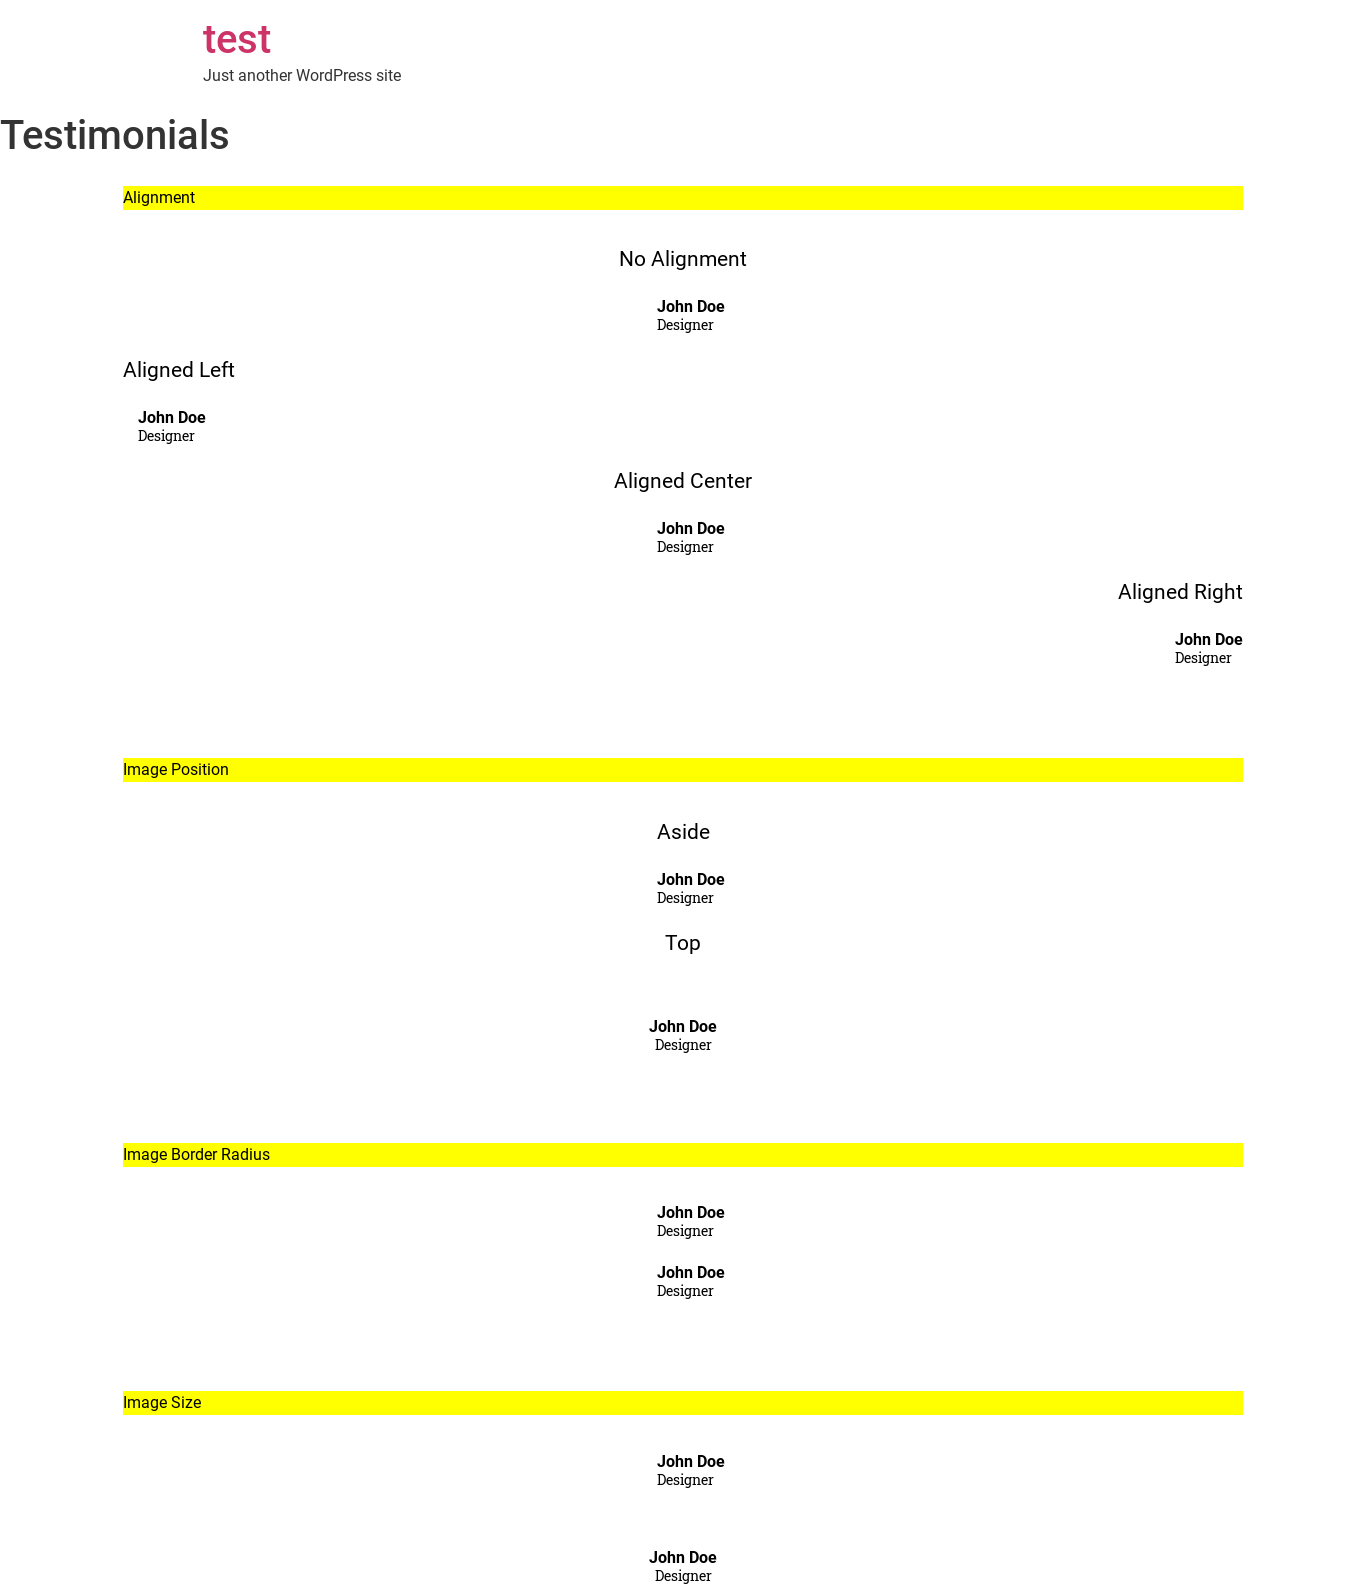 test
Just another WordPress site
Testimonials
Alignment
No Alignment
John Doe
Designer
Aligned Left
John Doe
Designer
Aligned Center
John Doe
Designer
Aligned Right
John Doe
Designer
Image Position
Aside
John Doe
Designer
Top
John Doe
Designer
Image Border Radius
John Doe
Designer
John Doe
Designer
Image Size
John Doe
Designer
John Doe
Designer